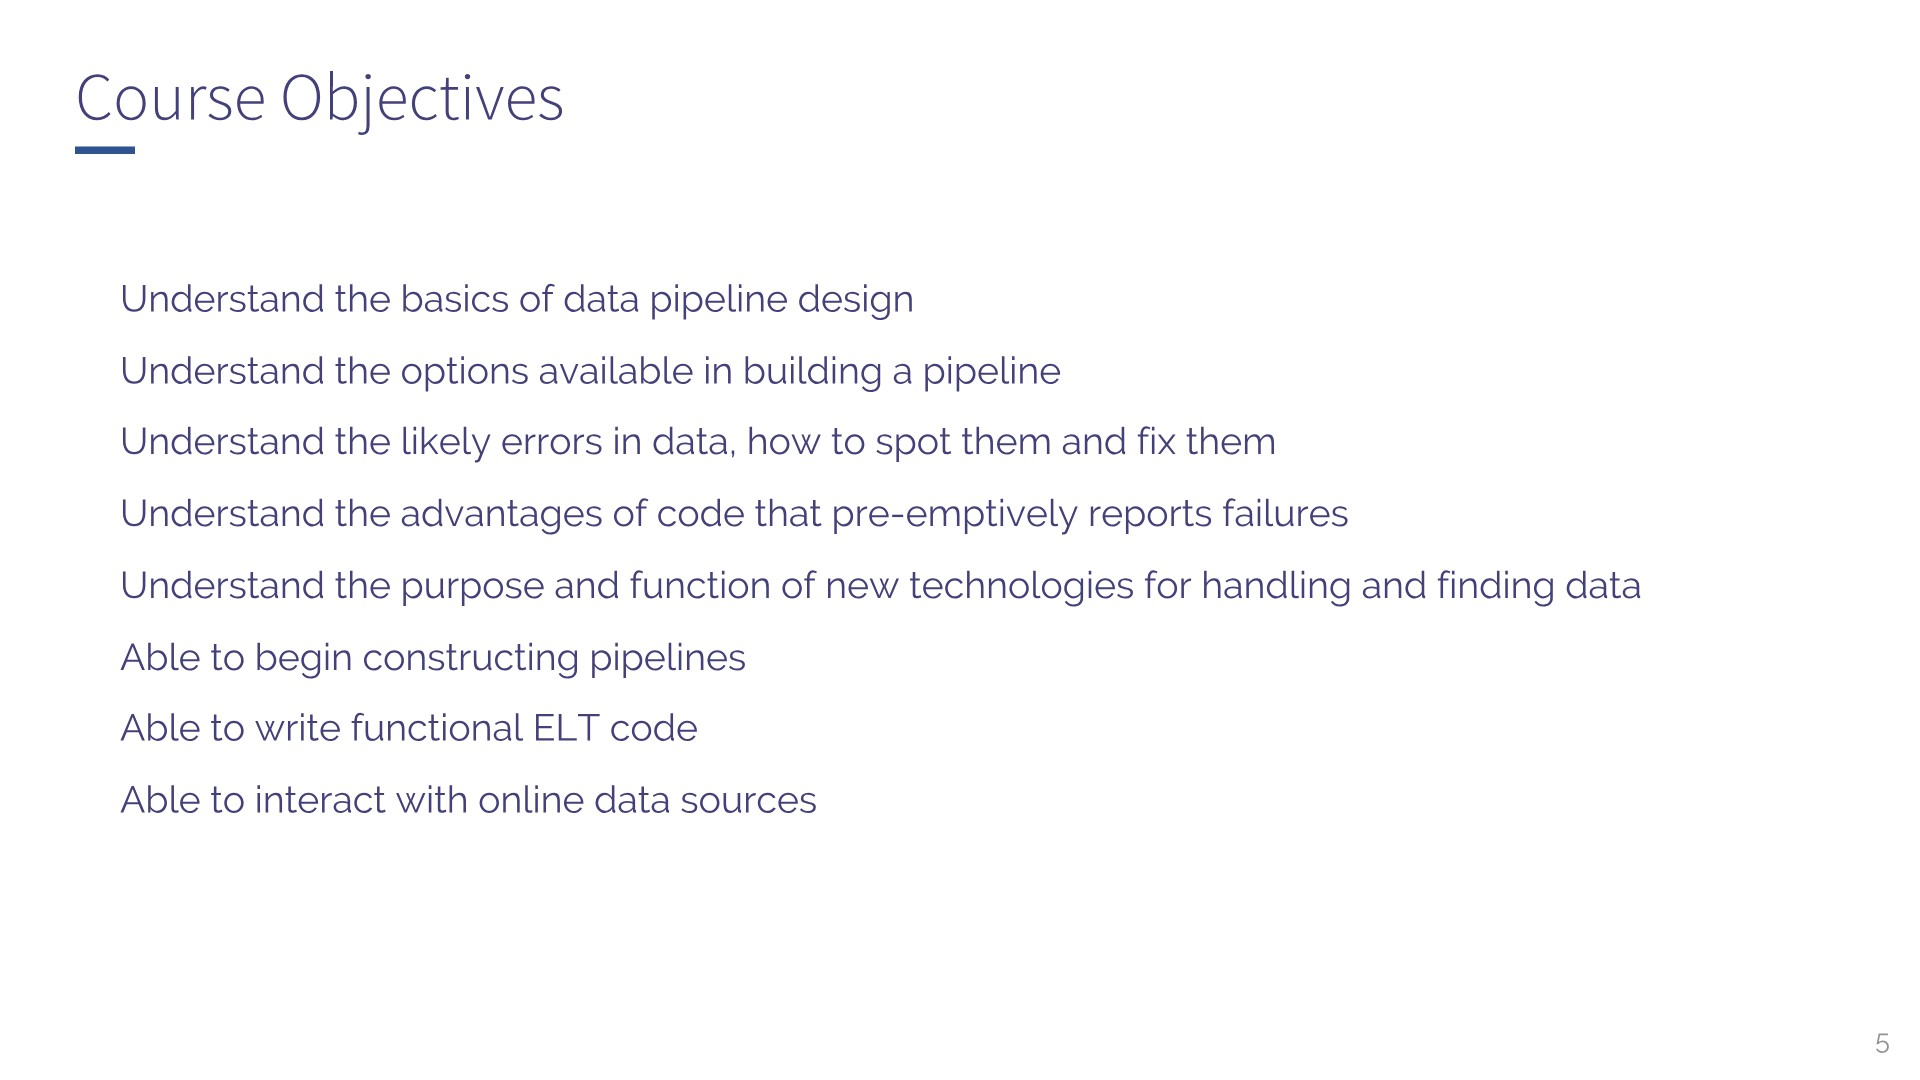 Course Objectives
Understand the basics of data pipeline design
Understand the options available in building a pipeline
Understand the likely errors in data, how to spot them and fix them
Understand the advantages of code that pre-emptively reports failures
Understand the purpose and function of new technologies for handling and finding data
Able to begin constructing pipelines
Able to write functional ELT code
Able to interact with online data sources
5